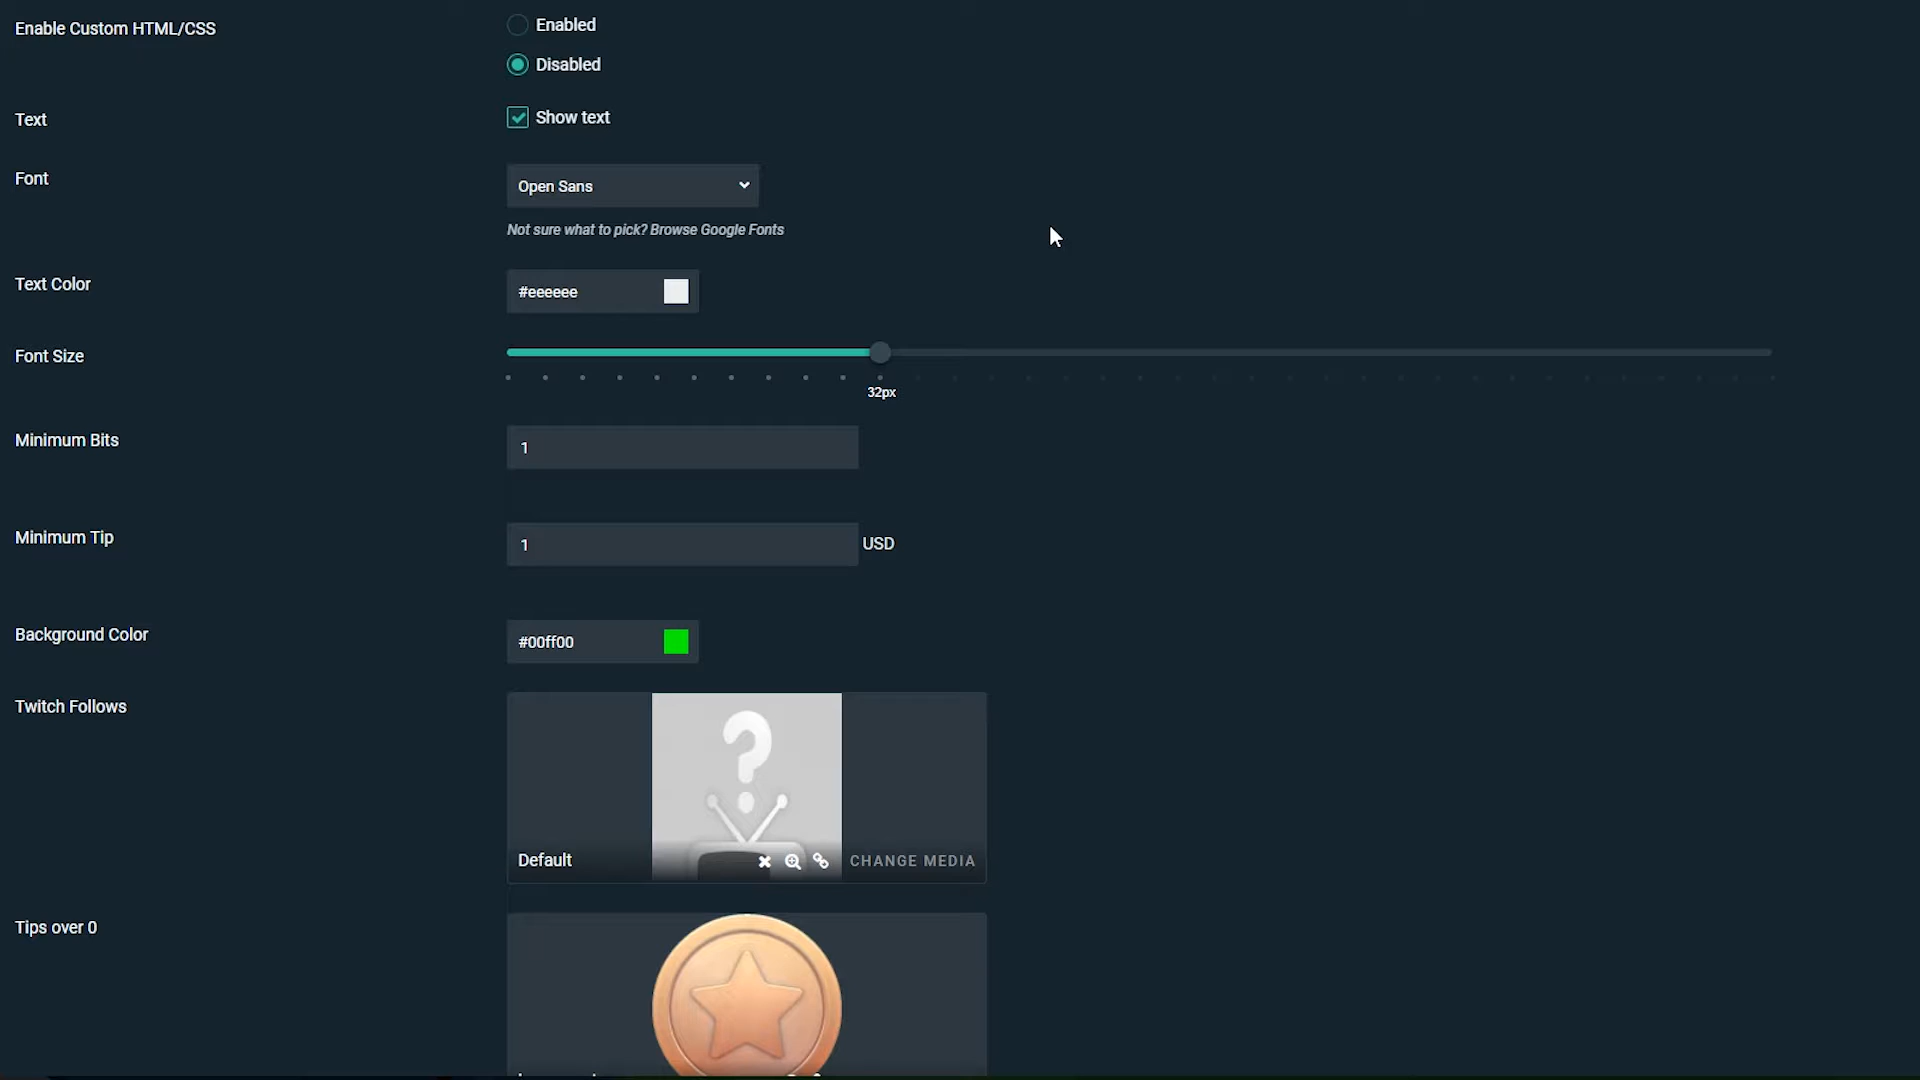 Enable Custom HTML/CSS
Enabled
Disabled
Text
Show text
Font
Open Sans
Not sure what to pick? Browse Google Fonts
Text Color
#eeeeee
Font Size
32px
Minimum Bits
1
Minimum Tip
1 USD
Background Color
#00ff00
Twitch Follows
Default
CHANGE MEDIA
Tips over 0